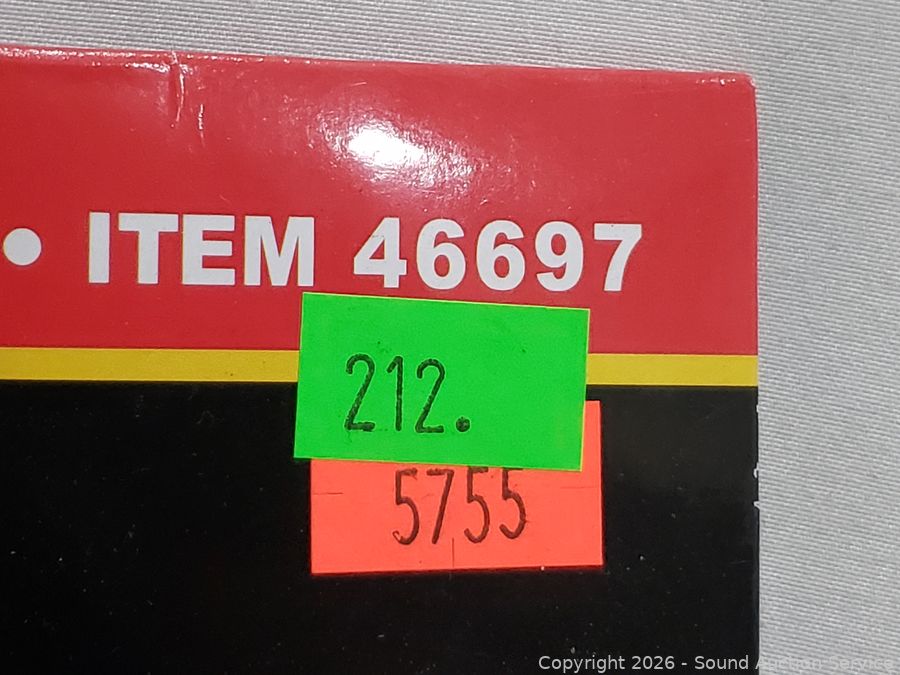 • ITEM 46697
212.
5755
Copyright 2026 - Sound Auction Service